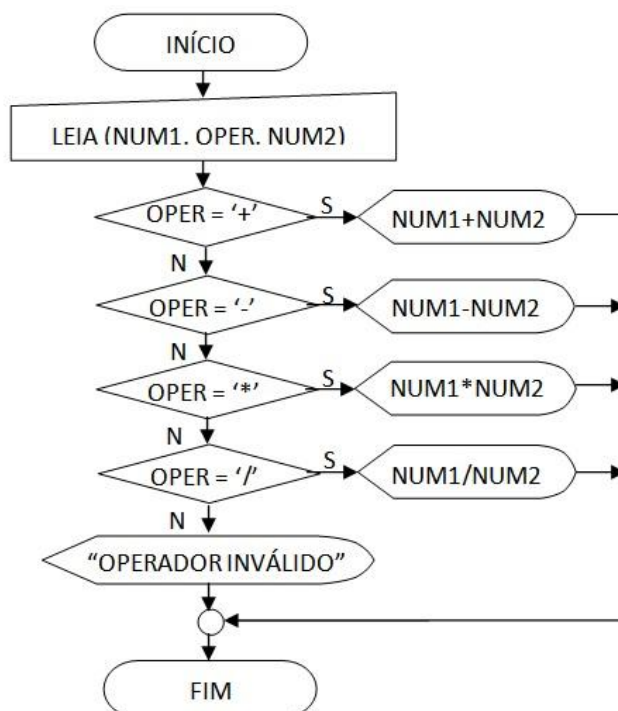 INÍCIO
LEIA (NUM1, OPER, NUM2)
OPER = ‘+’
S
NUM1+NUM2
N
OPER = ‘-’
S
NUM1-NUM2
N
OPER = ‘*’
S
NUM1*NUM2
N
OPER = ‘/’
S
NUM1/NUM2
N
“OPERADOR INVÁLIDO”
FIM